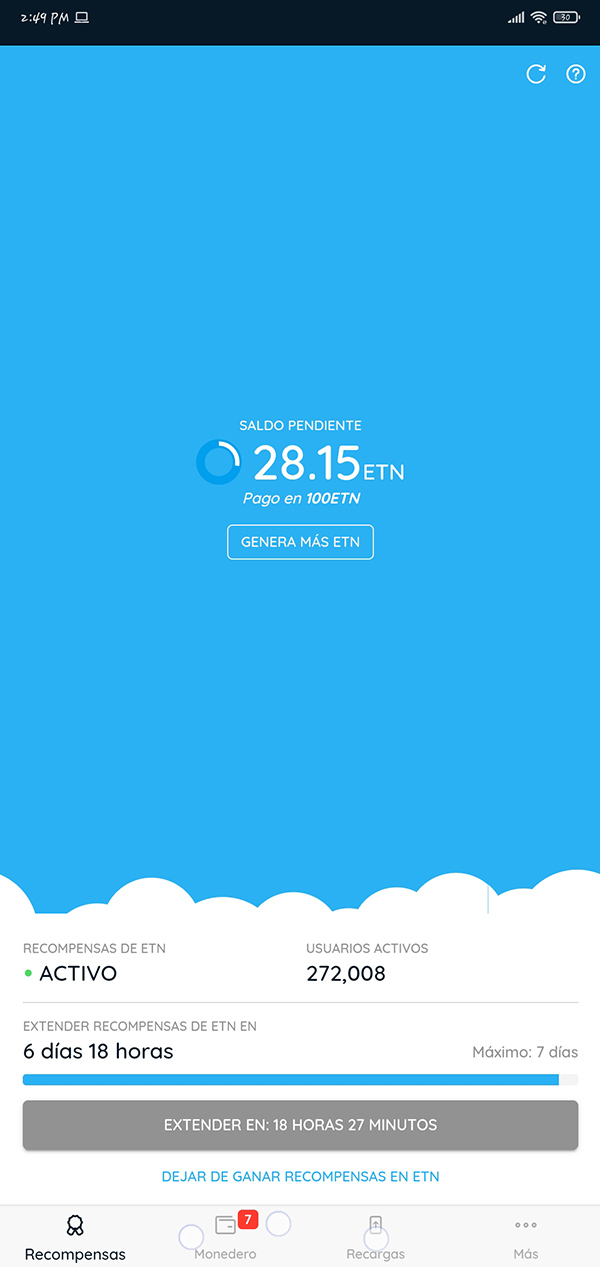 2:49 PM
30
SALDO PENDIENTE
28.15 ETN
Pago en 100ETN
GENERA MÁS ETN
RECOMPENSAS DE ETN
USUARIOS ACTIVOS
ACTIVO
272,008
EXTENDER RECOMPENSAS DE ETN EN
6 días 18 horas
Máximo: 7 días
EXTENDER EN: 18 HORAS 27 MINUTOS
DEJAR DE GANAR RECOMPENSAS EN ETN
7
Recompensas
Monedero
Recargas
Más